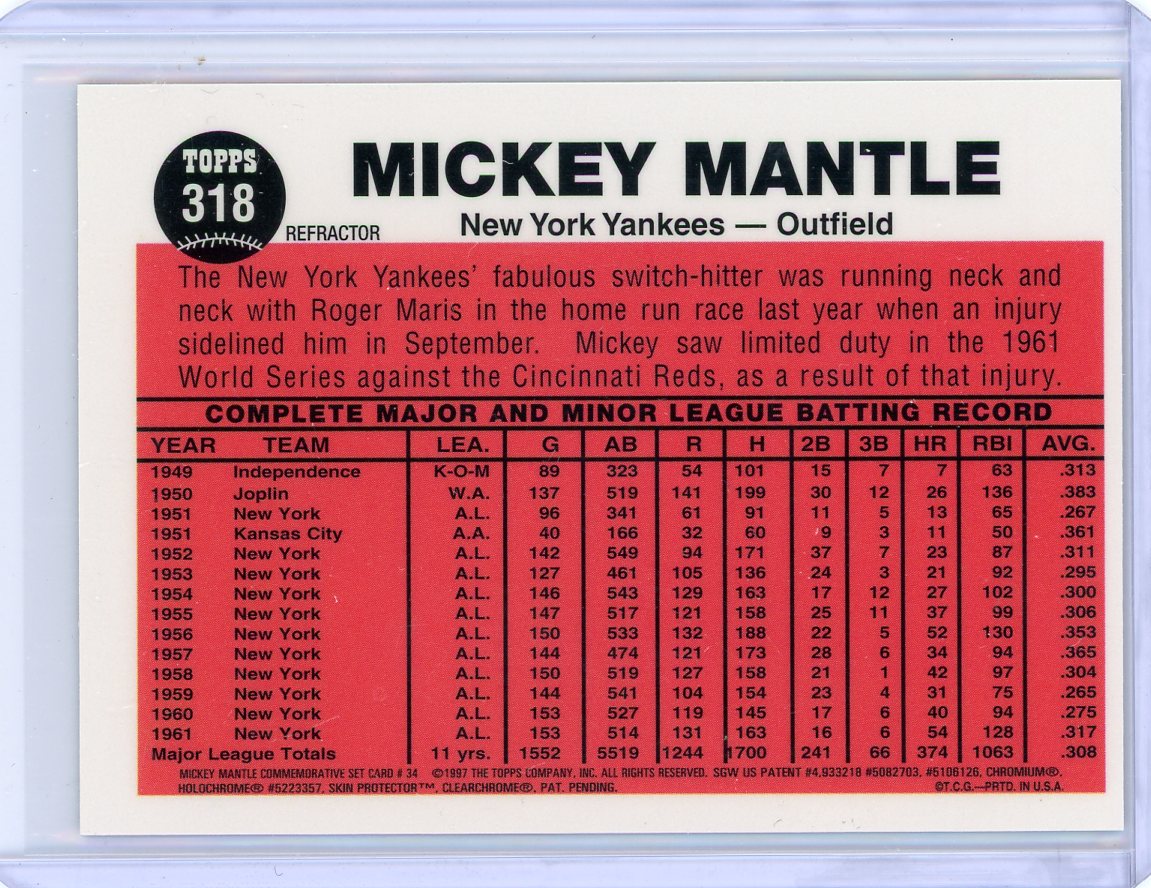 TOPPS
318
REFRACTOR
MICKEY MANTLE
New York Yankees — Outfield
The New York Yankees' fabulous switch-hitter was running neck and
neck with Roger Maris in the home run race last year when an injury
sidelined him in September. Mickey saw limited duty in the 1961
World Series against the Cincinnati Reds, as a result of that injury.
COMPLETE MAJOR AND MINOR LEAGUE BATTING RECORD
YEAR TEAM LEA. G AB R H 2B 3B HR RBI AVG.
1949 Independence K-O-M 89 323 54 101 15 7 7 63 .313
1950 Joplin W.A. 137 519 141 199 30 12 26 136 .383
1951 New York A.L. 96 341 61 91 11 5 13 65 .267
1951 Kansas City A.A. 40 166 32 60 9 3 11 50 .361
1952 New York A.L. 142 549 94 171 37 7 23 87 .311
1953 New York A.L. 127 461 105 136 24 3 21 92 .295
1954 New York A.L. 146 543 129 163 17 12 27 102 .300
1955 New York A.L. 147 517 121 158 25 11 37 99 .306
1956 New York A.L. 150 533 132 188 22 5 52 130 .353
1957 New York A.L. 144 474 121 173 28 6 34 94 .365
1958 New York A.L. 150 519 127 158 21 1 42 97 .304
1959 New York A.L. 144 541 104 154 23 4 31 75 .265
1960 New York A.L. 153 527 119 145 17 6 40 94 .275
1961 New York A.L. 153 514 131 163 16 6 54 128 .317
Major League Totals 11 yrs. 1552 5519 1244 1700 241 66 374 1063 .308
MICKEY MANTLE COMMEMORATIVE SET CARD # 34 ©1997 THE TOPPS COMPANY, INC. ALL RIGHTS RESERVED. SGW US PATENT #4,933218 #5082703, #5106126, CHROMIUM®,
HOLOCHROME® #5223357, SKIN PROTECTOR™, CLEARCHROME®, PAT. PENDING. ©T.C.G.—PRTD. IN U.S.A.